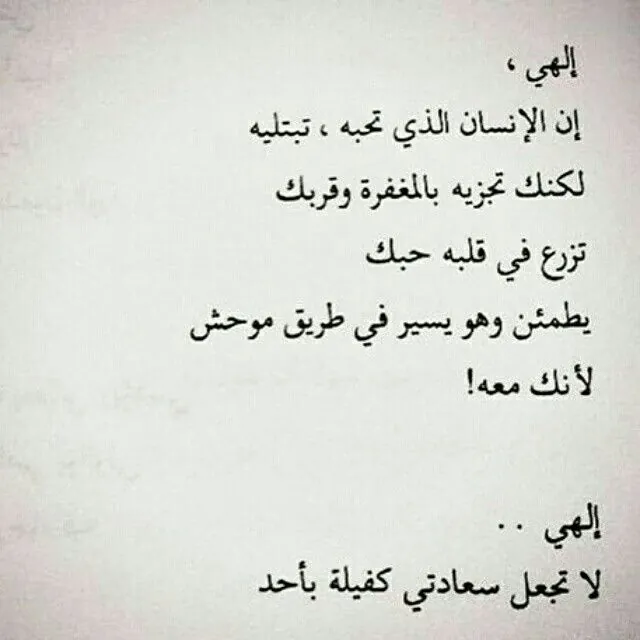 إلهي ،
إن الإنسان الذي تحبه ، تبتليه
لكنك تجزيه بالمغفرة وقربك
تزرع في قلبه حبك
يطمئن وهو يسير في طريق موحش
لأنك معه!
إلهي . .
لا تجعل سعادتي كفيلة بأحد